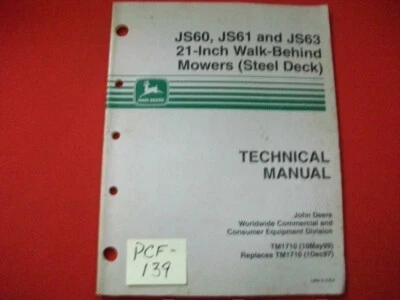 JS60, JS61 and JS63
21-Inch Walk-Behind
Mowers (Steel Deck)
JOHN DEERE
TECHNICAL
MANUAL
John Deere
Worldwide Commercial and
Consumer Equipment Division
TM1710 (10May99)
Replaces TM1710 (1Dec97)
PCF-
139